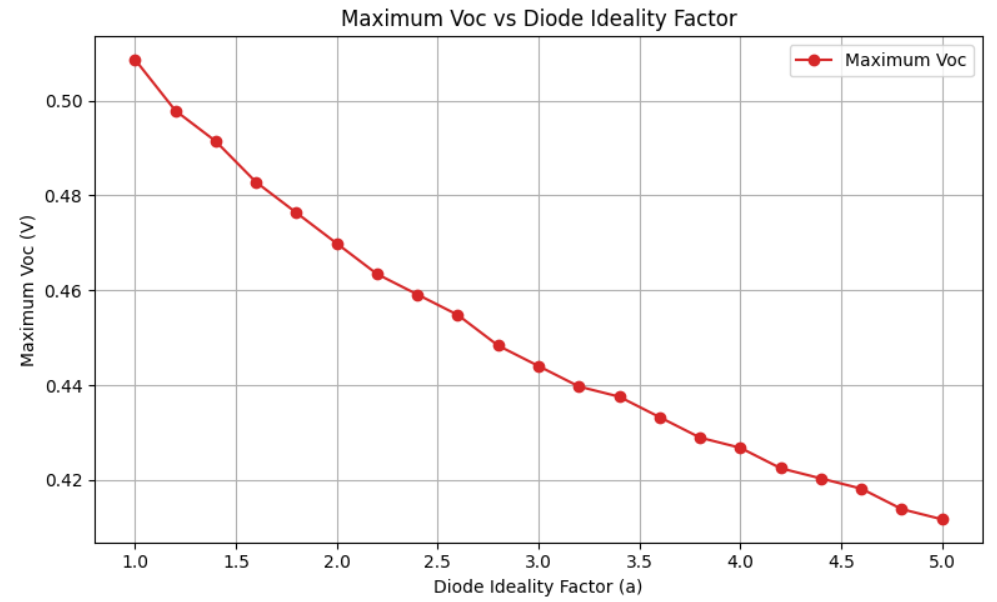 Maximum Voc vs Diode Ideality Factor
Maximum Voc
Maximum Voc (V)
0.50
0.48
0.46
0.44
0.42
1.0 1.5 2.0 2.5 3.0 3.5 4.0 4.5 5.0
Diode Ideality Factor (a)